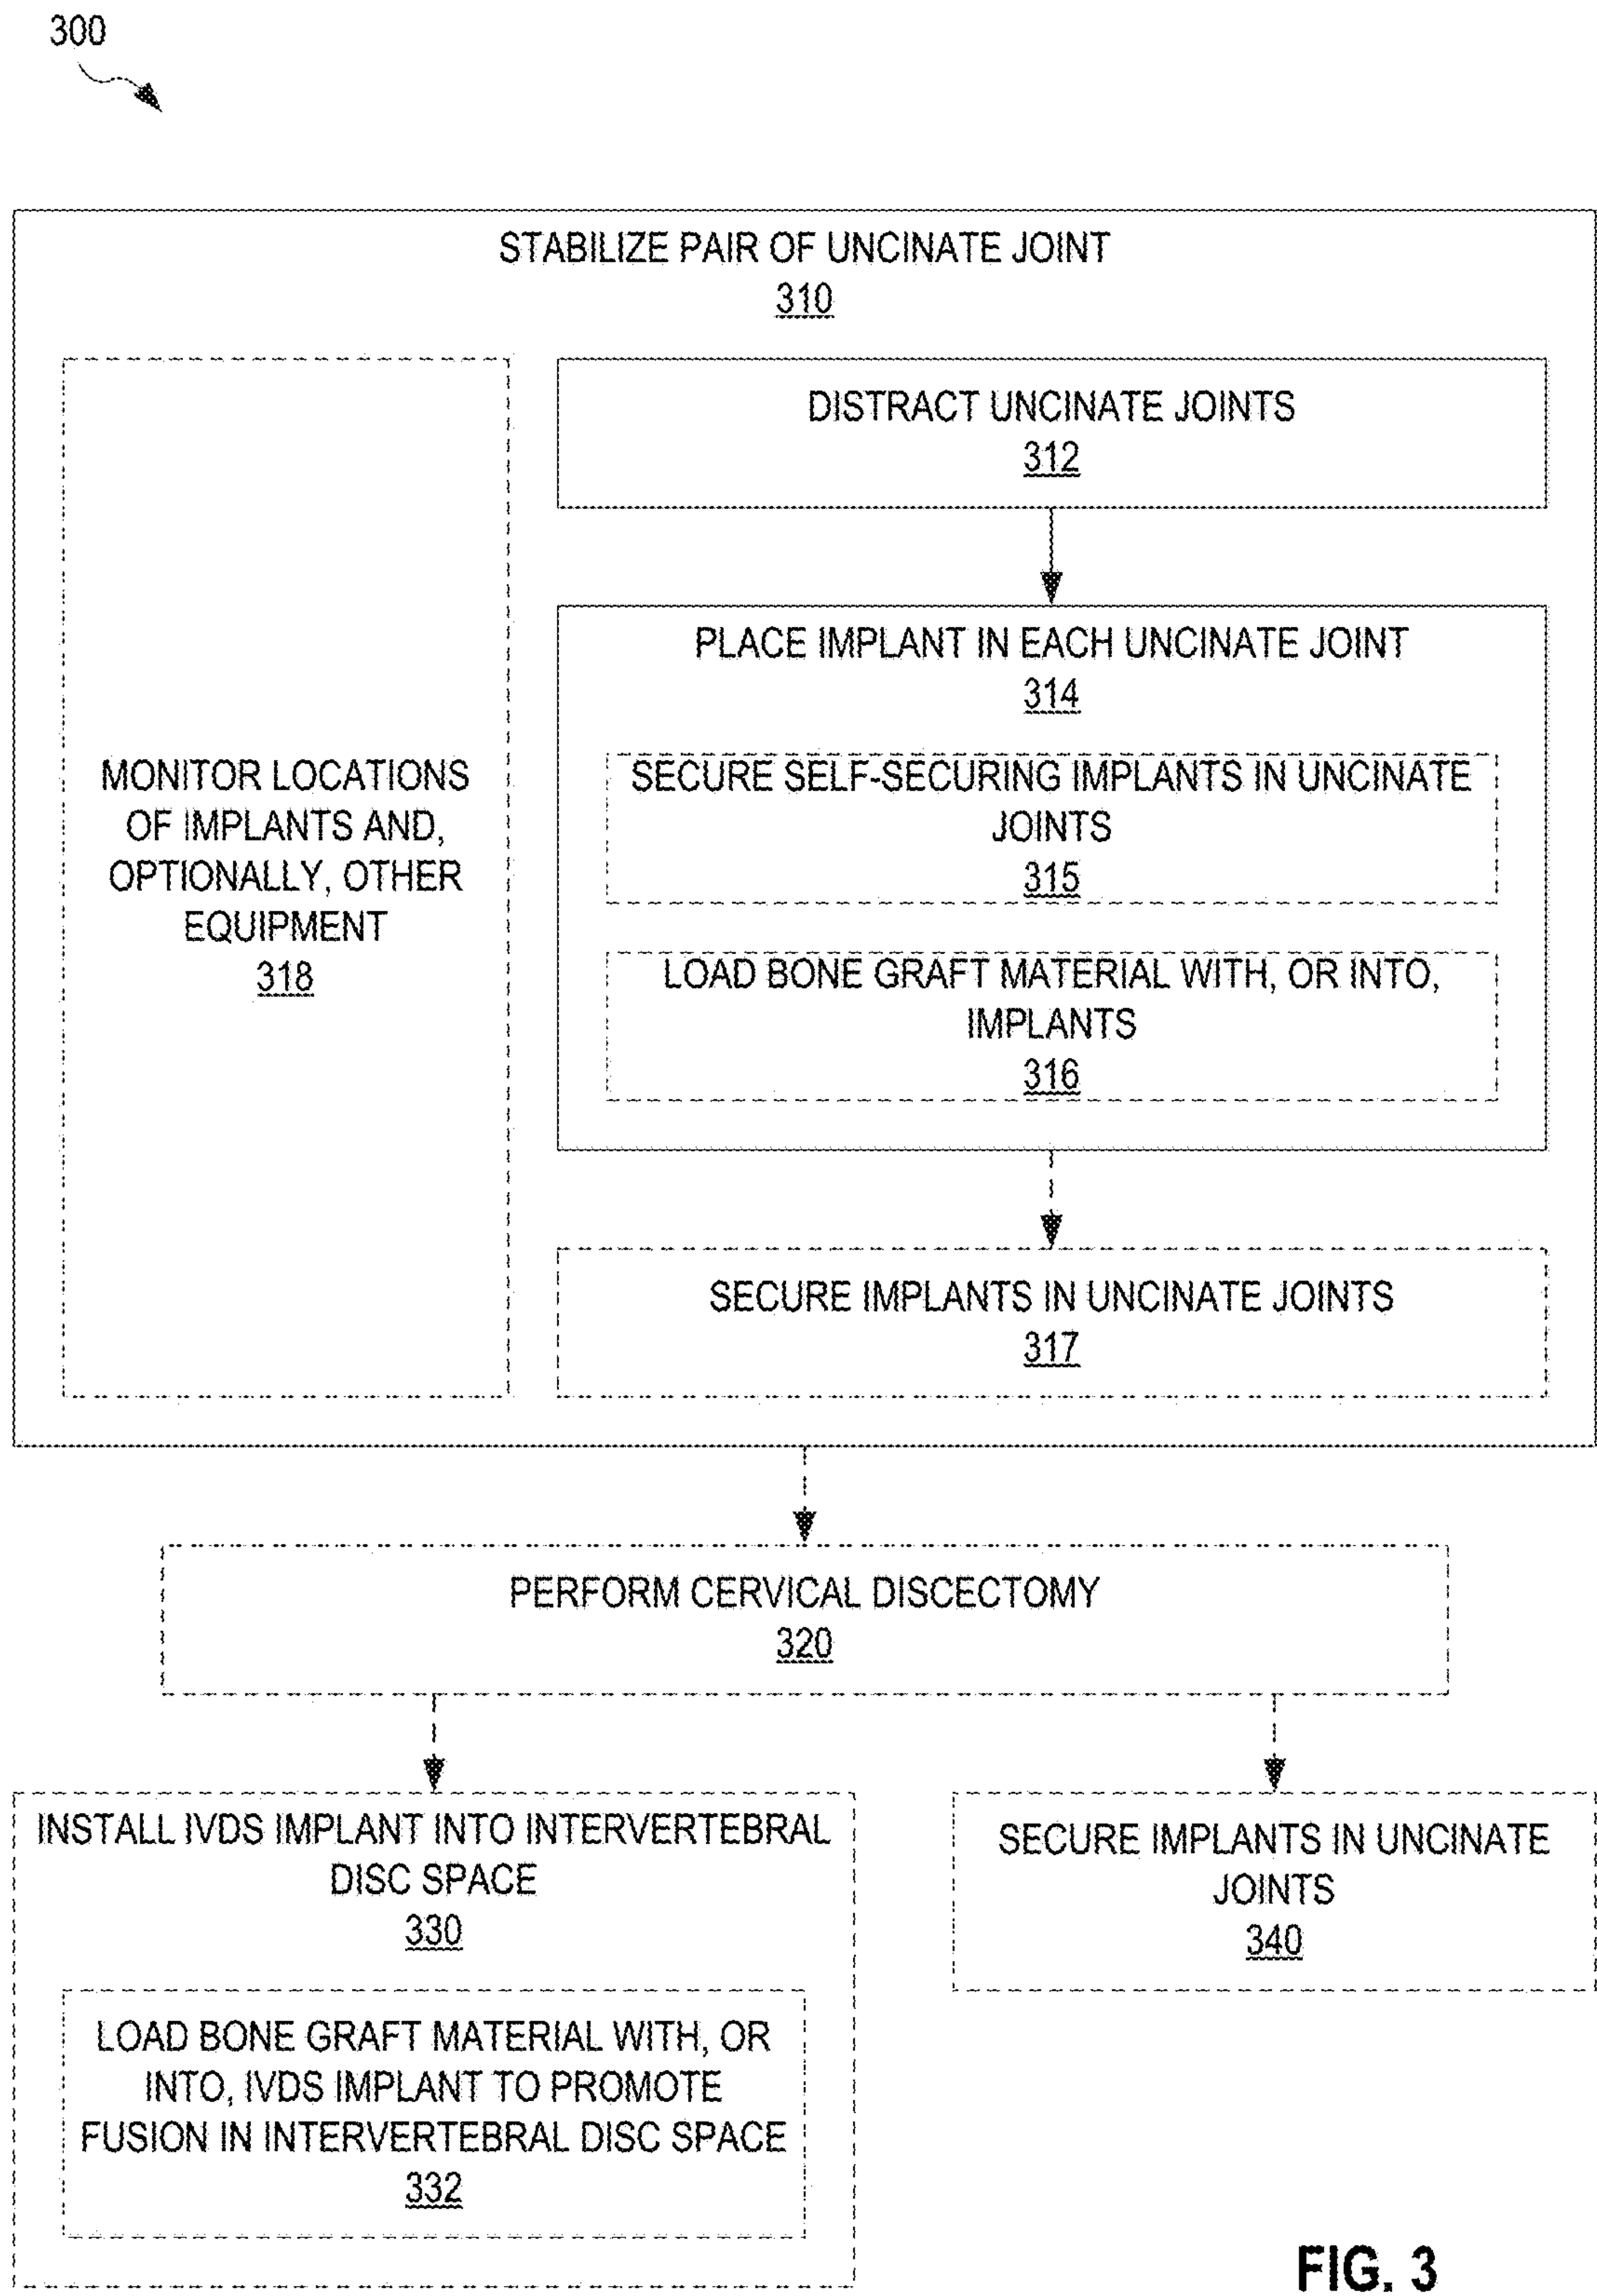 300
STABILIZE PAIR OF UNCINATE JOINT
310
MONITOR LOCATIONS
OF IMPLANTS AND,
OPTIONALLY, OTHER
EQUIPMENT
318
DISTRACT UNCINATE JOINTS
312
PLACE IMPLANT IN EACH UNCINATE JOINT
314
SECURE SELF-SECURING IMPLANTS IN UNCINATE
JOINTS
315
LOAD BONE GRAFT MATERIAL WITH, OR INTO,
IMPLANTS
316
SECURE IMPLANTS IN UNCINATE JOINTS
317
PERFORM CERVICAL DISCECTOMY
320
INSTALL IVDS IMPLANT INTO INTERVERTEBRAL
DISC SPACE
330
LOAD BONE GRAFT MATERIAL WITH, OR
INTO, IVDS IMPLANT TO PROMOTE
FUSION IN INTERVERTEBRAL DISC SPACE
332
SECURE IMPLANTS IN UNCINATE
JOINTS
340
FIG. 3